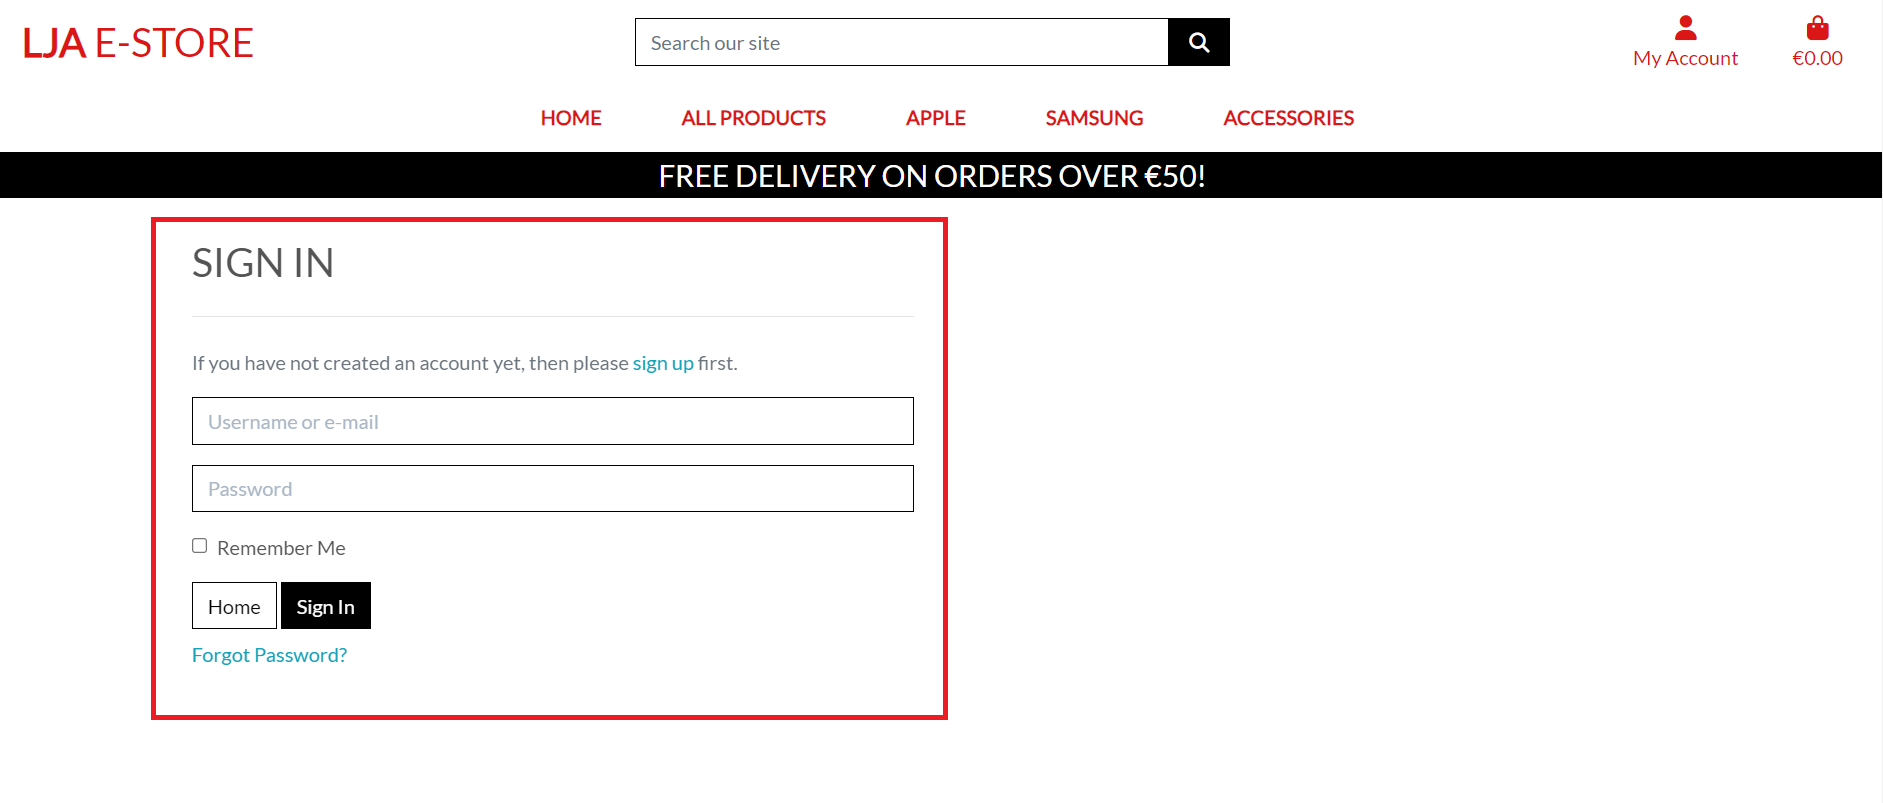 LJA E-STORE
Search our site
My Account
€0.00
HOME
ALL PRODUCTS
APPLE
SAMSUNG
ACCESSORIES
FREE DELIVERY ON ORDERS OVER €50!
SIGN IN
If you have not created an account yet, then please sign up first.
Username or e-mail
Password
Remember Me
Home
Sign In
Forgot Password?